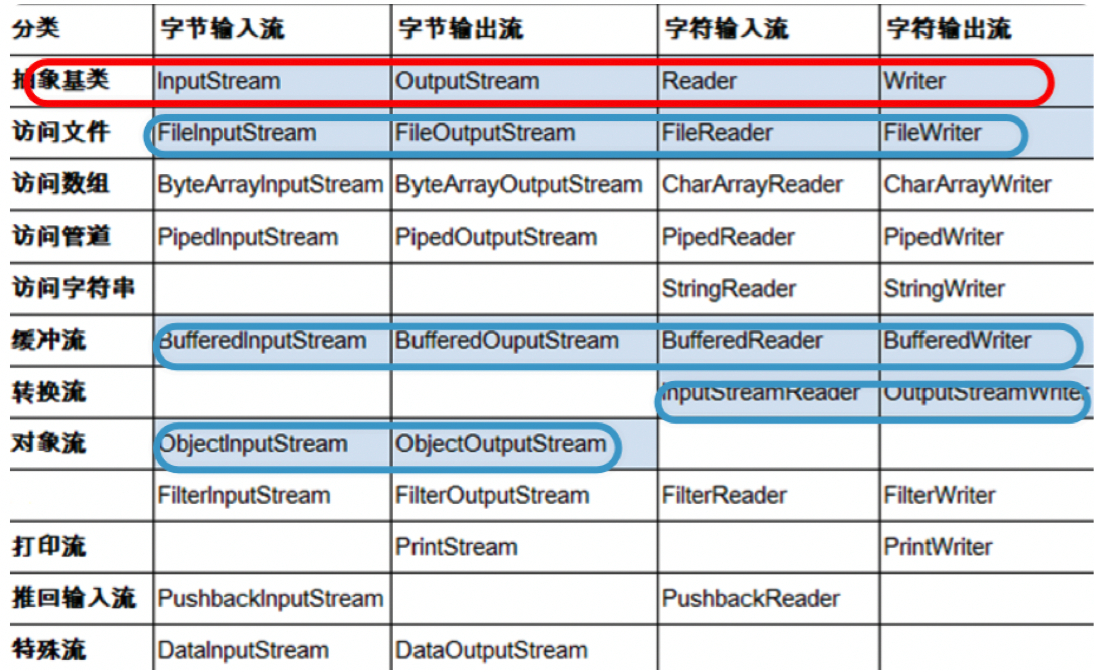 分类 字节输入流 字节输出流 字符输入流 字符输出流
抽象基类 InputStream OutputStream Reader Writer
访问文件 FileInputStream FileOutputStream FileReader FileWriter
访问数组 ByteArrayInputStream ByteArrayOutputStream CharArrayReader CharArrayWriter
访问管道 PipedInputStream PipedOutputStream PipedReader PipedWriter
访问字符串 StringReader StringWriter
缓冲流 BufferedInputStream BufferedOuputStream BufferedReader BufferedWriter
转换流 InputStreamReader OutputStreamWriter
对象流 ObjectInputStream ObjectOutputStream
FilterInputStream FilterOutputStream FilterReader FilterWriter
打印流 PrintStream PrintWriter
推回输入流 PushbackInputStream PushbackReader
特殊流 DataInputStream DataOutputStream